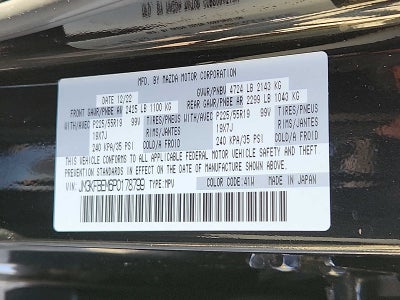 MFD. BY MAZDA MOTOR CORPORATION
DATE 12/22 GVWR/PNBV 4724 LB 2143 KG
FRONT GAWR/PNBE AV 2425 LB 1100 KG REAR GAWR/PNBE AR 2299 LB 1043 KG
WITH/AVEC P225/55R19 99V TIRES/PNEUS WITH/AVEC P225/55R19 99V TIRES/PNEUS
19X7J RIMS/JANTES 19X7J RIMS/JANTES
240 KPA/35 PSI COLD/A FROID 240 KPA/35 PSI COLD/A FROID
THIS VEHICLE CONFORMS TO ALL APPLICABLE FEDERAL MOTOR VEHICLE SAFETY AND THEFT
PREVENTION STANDARDS IN EFFECT ON THE DATE OF MANUFACTURE SHOWN ABOVE.
VIN: TYPE:MPV COLOR CODE: 41W MADE IN JAPAN